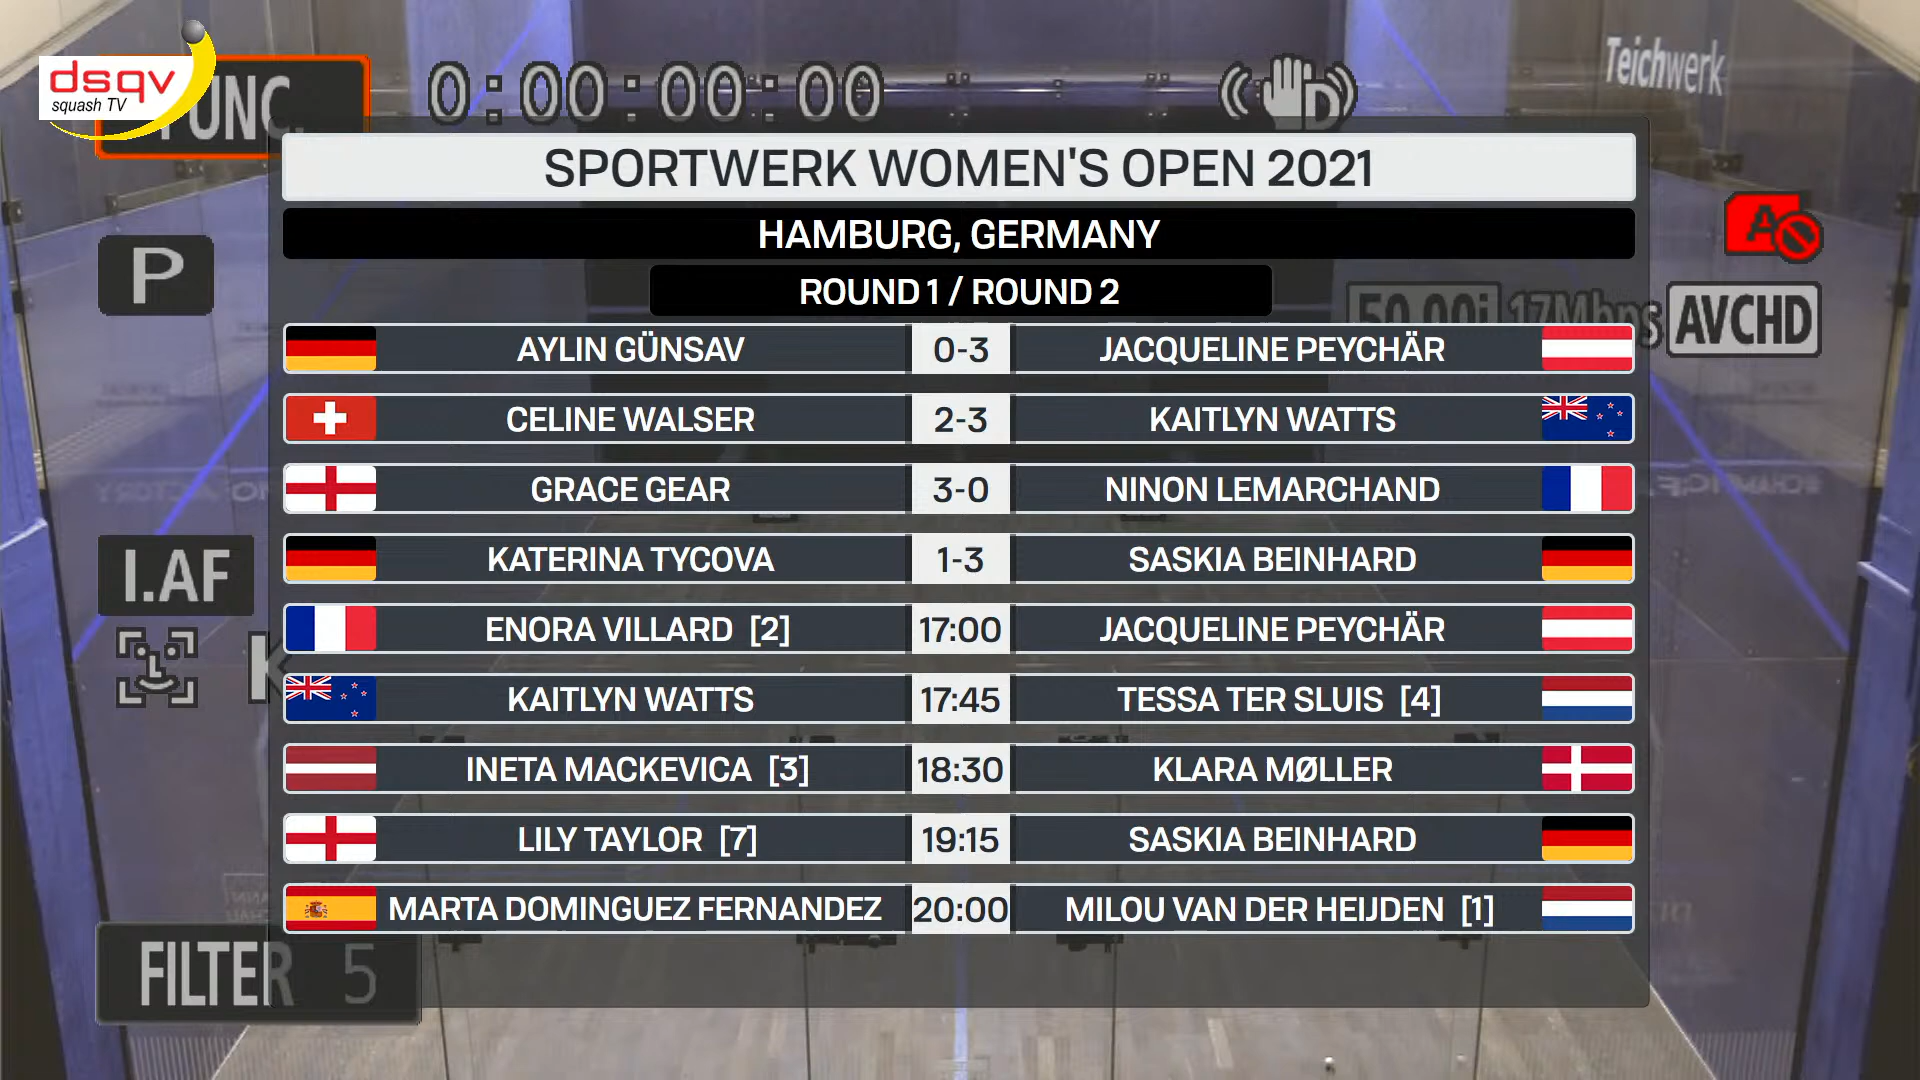 dsqv
squash TV
FUNC.
0:00:00:00
D
Teichwerk
SPORTWERK WOMEN'S OPEN 2021
HAMBURG, GERMANY
ROUND 1 / ROUND 2
P
A
50.00i 17Mbps AVCHD
AYLIN GÜNSAV 0-3 JACQUELINE PEYCHÄR
CELINE WALSER 2-3 KAITLYN WATTS
GRACE GEAR 3-0 NINON LEMARCHAND
KATERINA TYCOVA 1-3 SASKIA BEINHARD
I.AF
ENORA VILLARD [2] 17:00 JACQUELINE PEYCHÄR
KAITLYN WATTS 17:45 TESSA TER SLUIS [4]
INETA MACKEVICA [3] 18:30 KLARA MØLLER
LILY TAYLOR [7] 19:15 SASKIA BEINHARD
MARTA DOMINGUEZ FERNANDEZ 20:00 MILOU VAN DER HEIJDEN [1]
FILTER 5